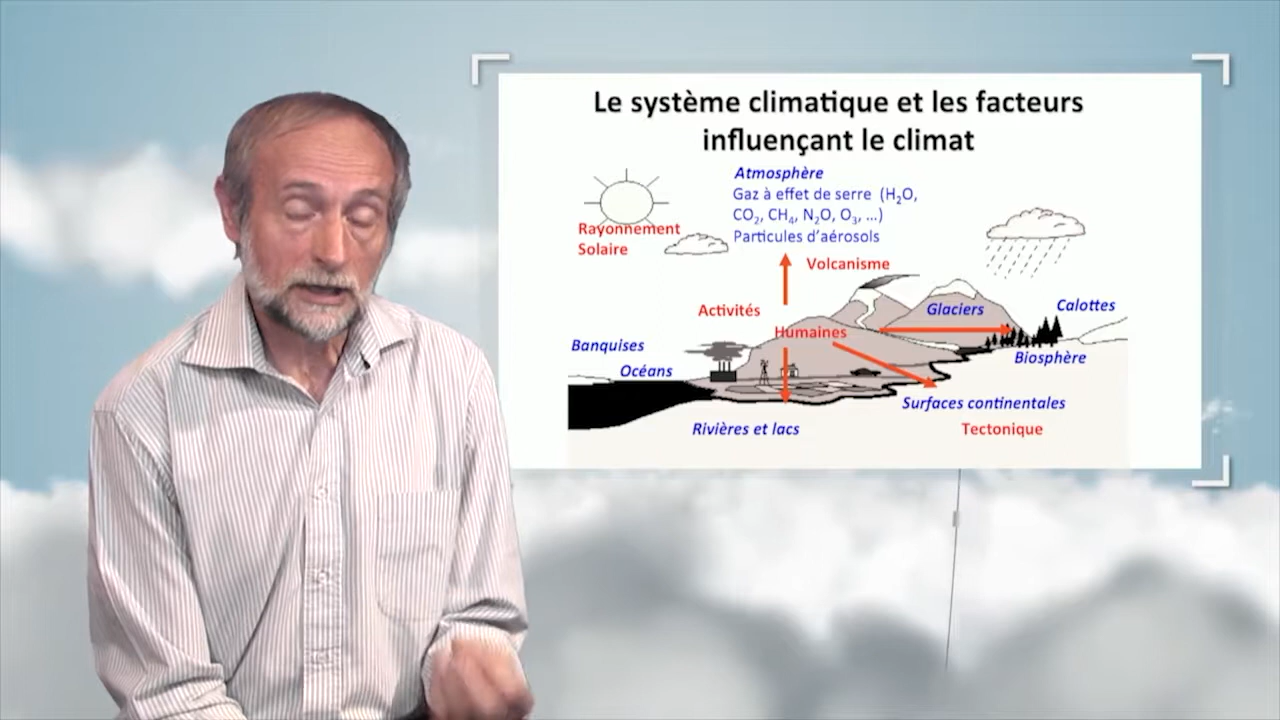 Le système climatique et les facteurs
influençant le climat
Atmosphère
Gaz à effet de serre (H₂O,
CO₂, CH₄, N₂O, O₃, ...)
Particules d'aérosols
Rayonnement
Solaire
Volcanisme
Activités
Humaines
Glaciers
Calottes
Banquises
Océans
Biosphère
Surfaces continentales
Rivières et lacs
Tectonique